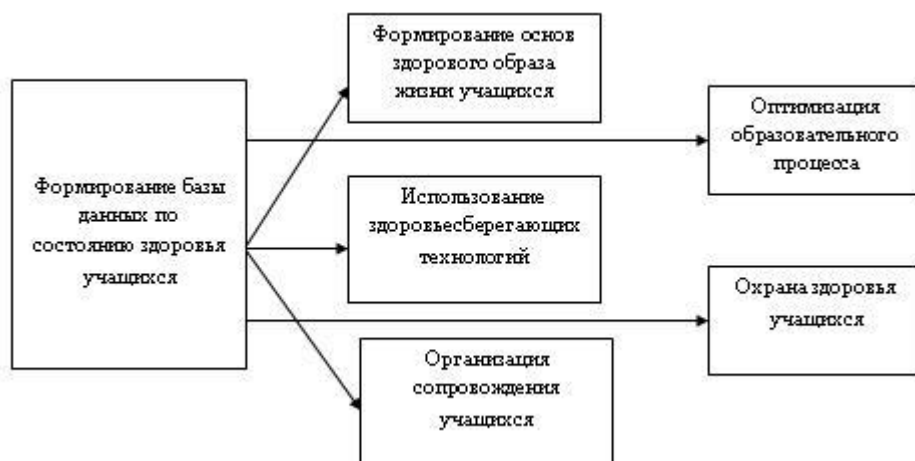 Формирование базы
данных по
состоянию здоровья
учащихся
Формирование основ
здорового образа
жизни учащихся
Использование
здоровьесберегающих
технологий
Организация
сопровождения
учащихся
Оптимизация
образовательного
процесса
Охрана здоровья
учащихся